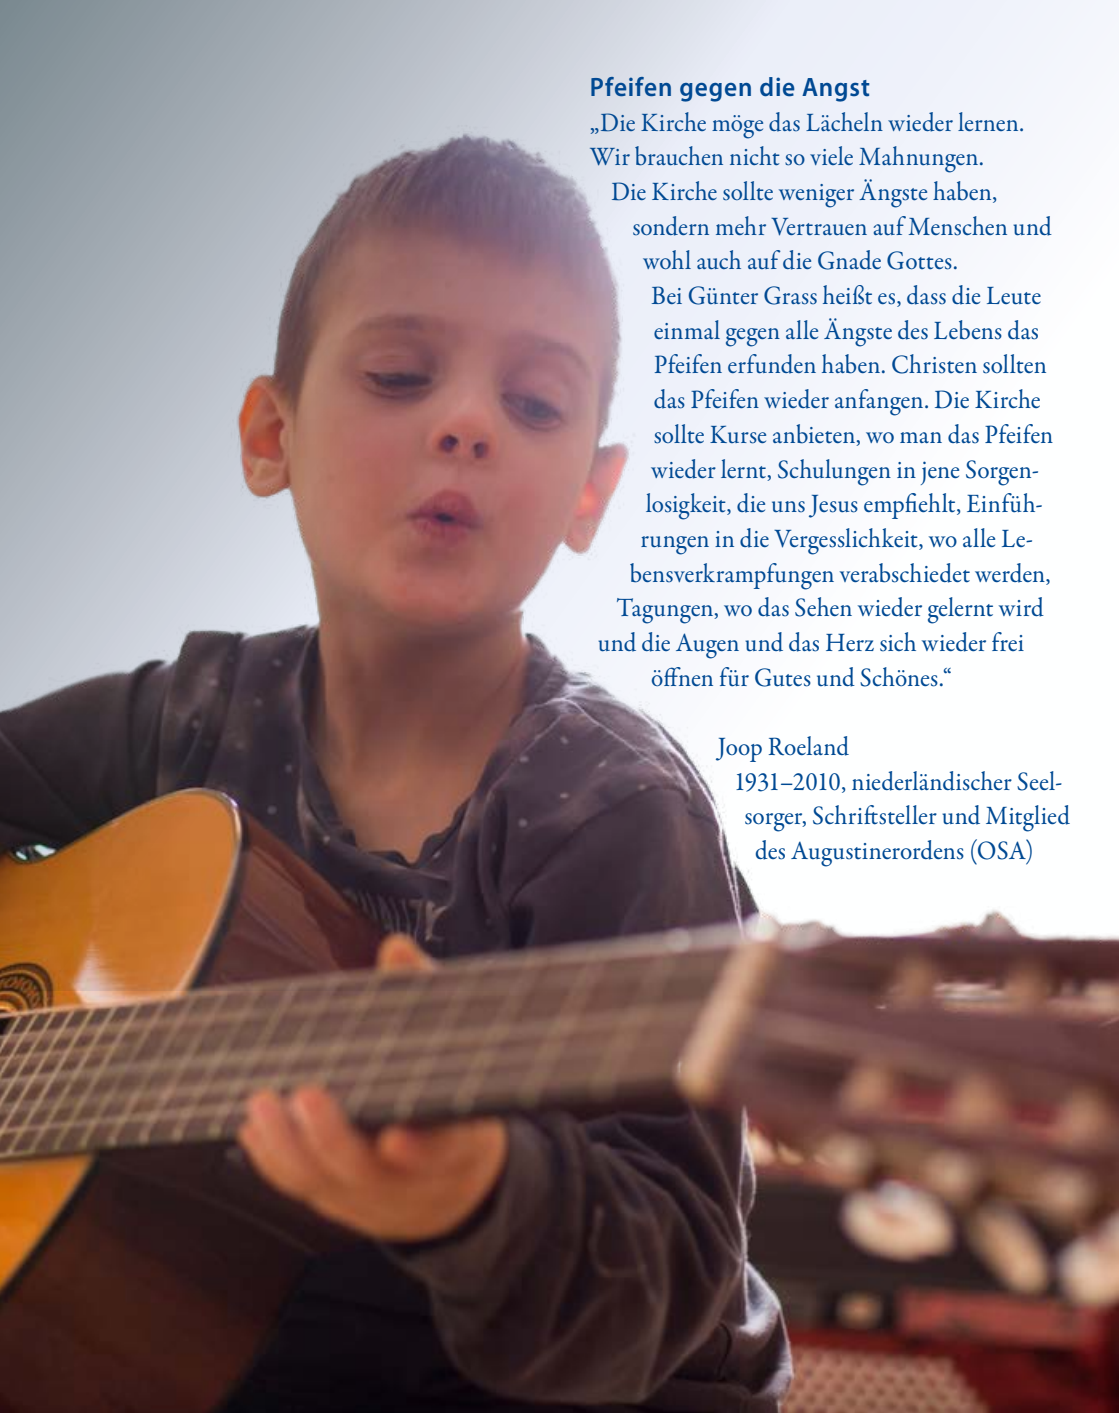 Pfeifen gegen die Angst
„Die Kirche möge das Lächeln wieder lernen.
Wir brauchen nicht so viele Mahnungen.
Die Kirche sollte weniger Ängste haben,
sondern mehr Vertrauen auf Menschen und
wohl auch auf die Gnade Gottes.
Bei Günter Grass heißt es, dass die Leute
einmal gegen alle Ängste des Lebens das
Pfeifen erfunden haben. Christen sollten
das Pfeifen wieder anfangen. Die Kirche
sollte Kurse anbieten, wo man das Pfeifen
wieder lernt, Schulungen in jene Sorgen-
losigkeit, die uns Jesus empfiehlt, Einfüh-
rungen in die Vergesslichkeit, wo alle Le-
bensverkrampfungen verabschiedet werden,
Tagungen, wo das Sehen wieder gelernt wird
und die Augen und das Herz sich wieder frei
öffnen für Gutes und Schönes.“
Joop Roeland
1931–2010, niederländischer Seel-
sorger, Schriftsteller und Mitglied
des Augustinerordens (OSA)